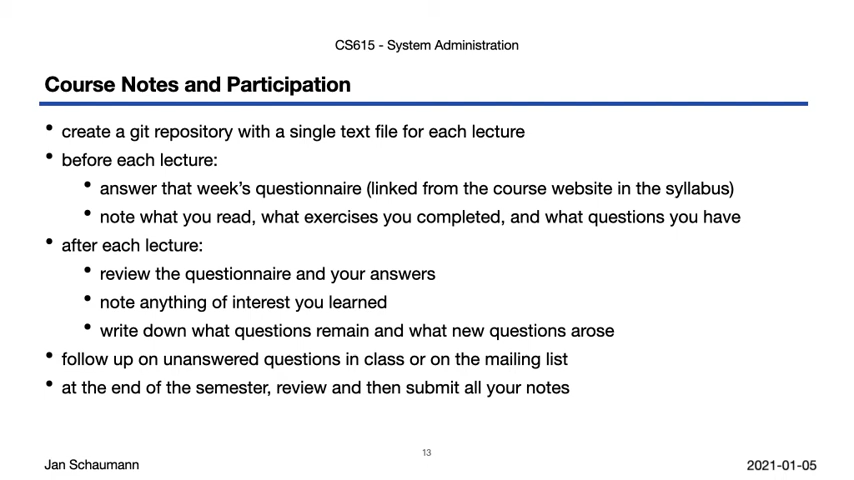 CS615 - System Administration
Course Notes and Participation
• create a git repository with a single text file for each lecture
• before each lecture:
• answer that week's questionnaire (linked from the course website in the syllabus)
• note what you read, what exercises you completed, and what questions you have
• after each lecture:
• review the questionnaire and your answers
• note anything of interest you learned
• write down what questions remain and what new questions arose
• follow up on unanswered questions in class or on the mailing list
• at the end of the semester, review and then submit all your notes
13
Jan Schaumann
2021-01-05